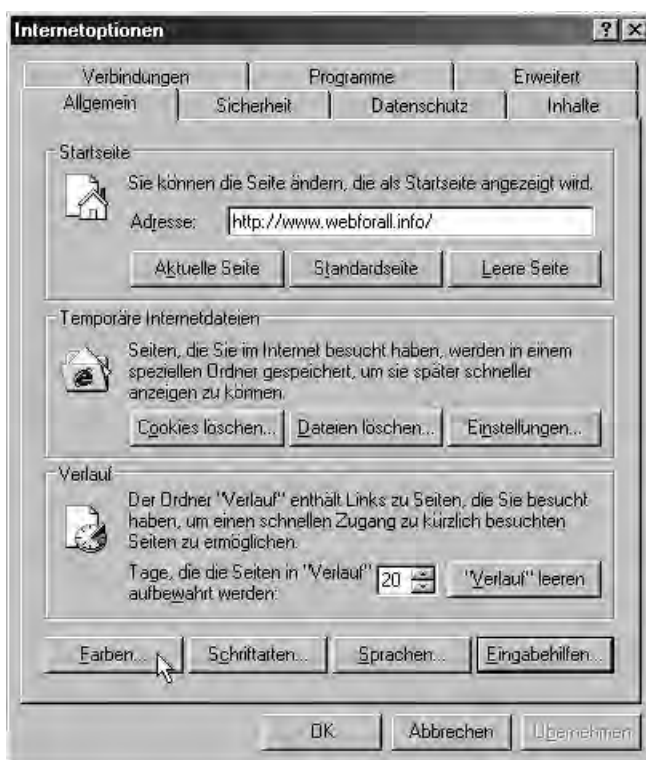 Internetoptionen
Verbindungen Programme Erweitert
Allgemein Sicherheit Datenschutz Inhalte
Startseite
Sie können die Seite ändern, die als Startseite angezeigt wird.
Adresse: http://www.webforall.info/
Aktuelle Seite Standardseite Leere Seite
Temporäre Internetdateien
Seiten, die Sie im Internet besucht haben, werden in einem
speziellen Ordner gespeichert, um sie später schneller
anzeigen zu können.
Cookies löschen... Dateien löschen... Einstellungen...
Verlauf
Der Ordner "Verlauf" enthält Links zu Seiten, die Sie besucht
haben, um einen schnellen Zugang zu kürzlich besuchten
Seiten zu ermöglichen.
Tage, die die Seiten in "Verlauf" 20 "Verlauf" leeren
aufbewahrt werden:
Farben... Schriftarten... Sprachen... Eingabehilfen...
OK Abbrechen Übernehmen